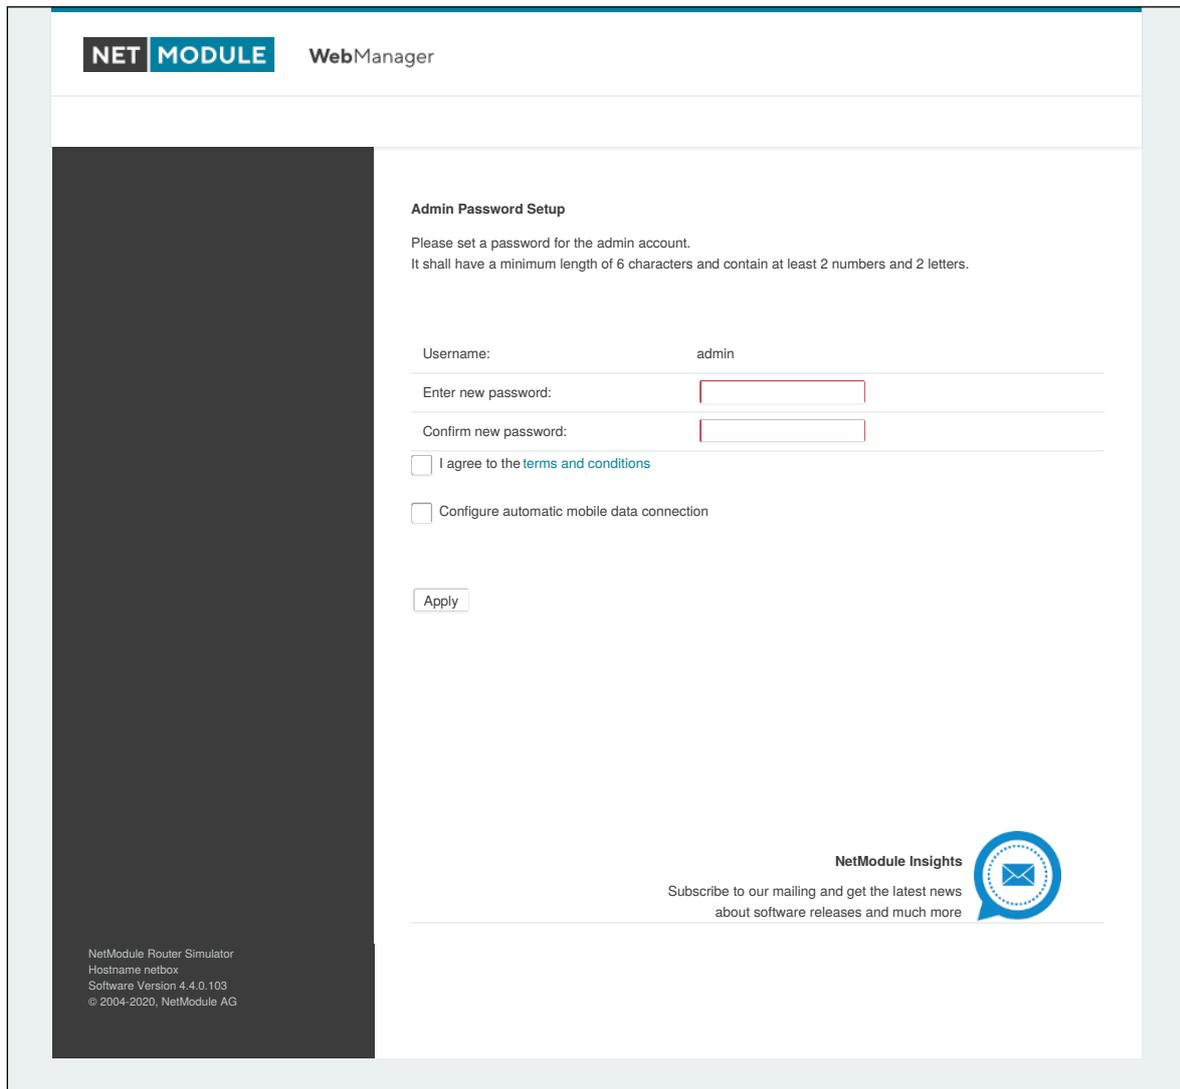 NET MODULE WebManager
Admin Password Setup
Please set a password for the admin account.
It shall have a minimum length of 6 characters and contain at least 2 numbers and 2 letters.
Username: admin
Enter new password:
Confirm new password:
I agree to the terms and conditions
Configure automatic mobile data connection
Apply
NetModule Insights
Subscribe to our mailing and get the latest news
about software releases and much more
NetModule Router Simulator
Hostname netbox
Software Version 4.4.0.103
© 2004-2020, NetModule AG